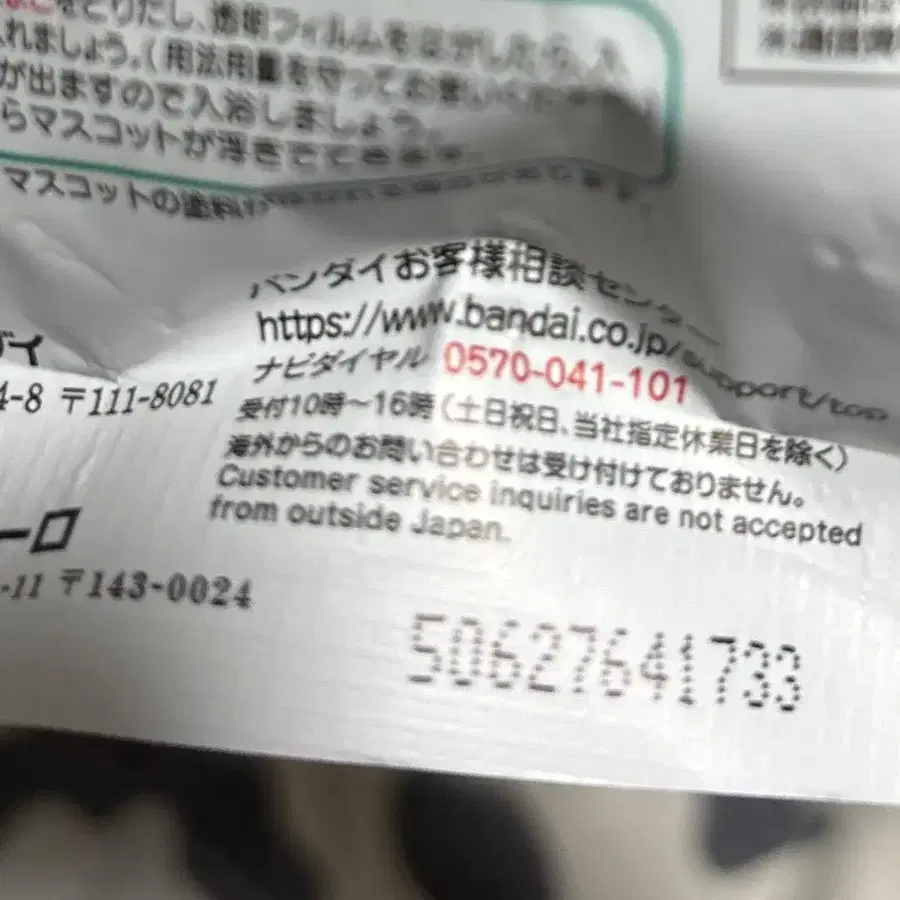 をとりだし、透明フィルムをはがしたら、入
れましょう。(用法用量を守ってお使いください
が出ますので入浴しましょう。
らマスコットが浮きでてきます。
マスコットの塗料が
バンダイお客様相談センター
https://www.bandai.co.jp/support/top
ナビダイヤル 0570-041-101
受付10時〜16時(土日祝日、当社指定休業日を除く)
海外からのお問い合わせは受け付けておりません。
Customer service inquiries are not accepted
from outside Japan.
ダイ
4-8 〒111-8081
ーロ
-11 〒143-0024
50627641733